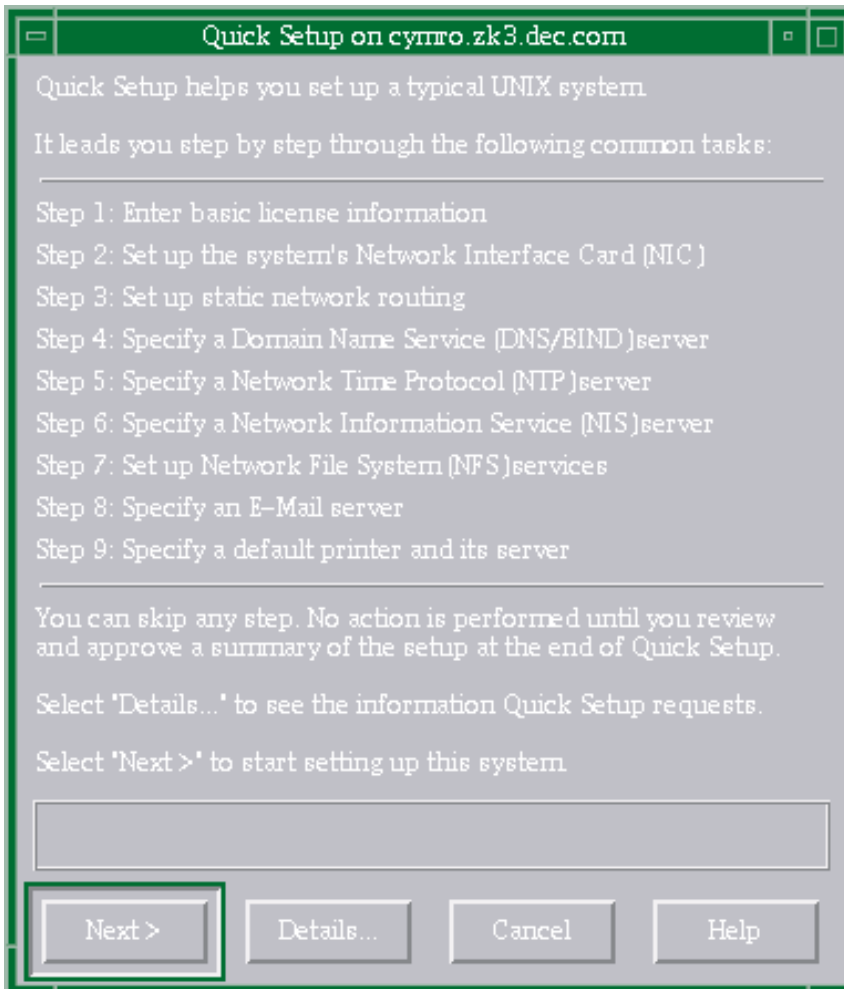 Quick Setup on cymro.zk3.dec.com
Quick Setup helps you set up a typical UNIX system.
It leads you step by step through the following common tasks:
Step 1: Enter basic license information
Step 2: Set up the system's Network Interface Card (NIC)
Step 3: Set up static network routing
Step 4: Specify a Domain Name Service (DNS/BIND)server
Step 5: Specify a Network Time Protocol (NTP)server
Step 6: Specify a Network Information Service (NIS)server
Step 7: Set up Network File System (NFS)services
Step 8: Specify an E-Mail server
Step 9: Specify a default printer and its server
You can skip any step. No action is performed until you review
and approve a summary of the setup at the end of Quick Setup.
Select "Details..." to see the information Quick Setup requests.
Select "Next >" to start setting up this system.
Next >
Details...
Cancel
Help